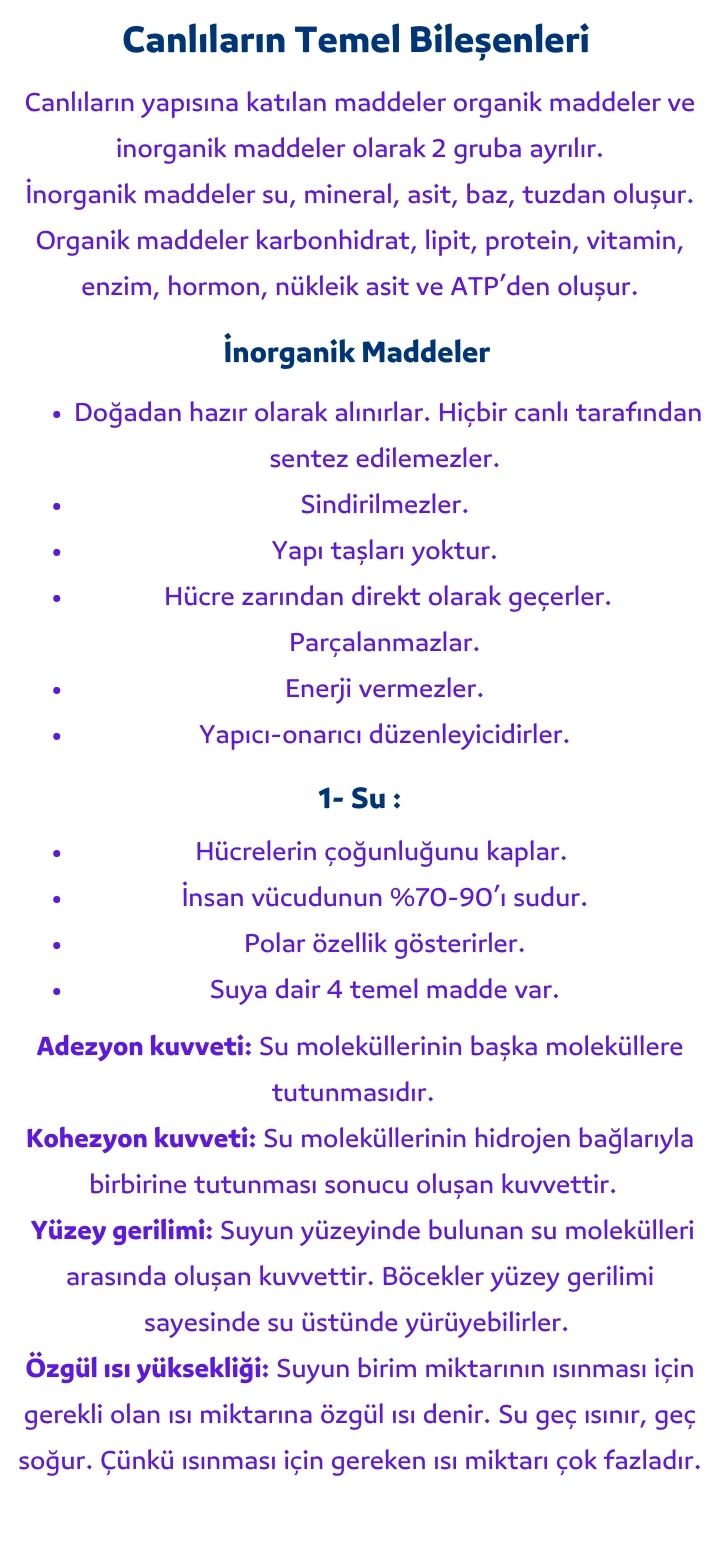 Canlıların Temel Bileşenleri
Canlıların yapısına katılan maddeler organik maddeler ve
inorganik maddeler olarak 2 gruba ayrılır.
İnorganik maddeler su, mineral, asit, baz, tuzdan oluşur.
Organik maddeler karbonhidrat, lipit, protein, vitamin,
enzim, hormon, nükleik asit ve ATP’den oluşur.
İnorganik Maddeler
• Doğadan hazır olarak alınırlar. Hiçbir canlı tarafından
sentez edilemezler.
• Sindirilmezler.
• Yapı taşları yoktur.
• Hücre zarından direkt olarak geçerler.
Parçalanmazlar.
• Enerji vermezler.
• Yapıcı-onarıcı düzenleyicidirler.
1- Su :
• Hücrelerin çoğunluğunu kaplar.
• İnsan vücudunun %70-90’ı sudur.
• Polar özellik gösterirler.
• Suya dair 4 temel madde var.
Adezyon kuvveti: Su moleküllerinin başka moleküllere
tutunmasıdır.
Kohezyon kuvveti: Su moleküllerinin hidrojen bağlarıyla
birbirine tutunması sonucu oluşan kuvvettir.
Yüzey gerilimi: Suyun yüzeyinde bulunan su molekülleri
arasında oluşan kuvvettir. Böcekler yüzey gerilimi
sayesinde su üstünde yürüyebilirler.
Özgül ısı yüksekliği: Suyun birim miktarının ısınması için
gerekli olan ısı miktarına özgül ısı denir. Su geç ısınır, geç
soğur. Çünkü ısınması için gereken ısı miktarı çok fazladır.